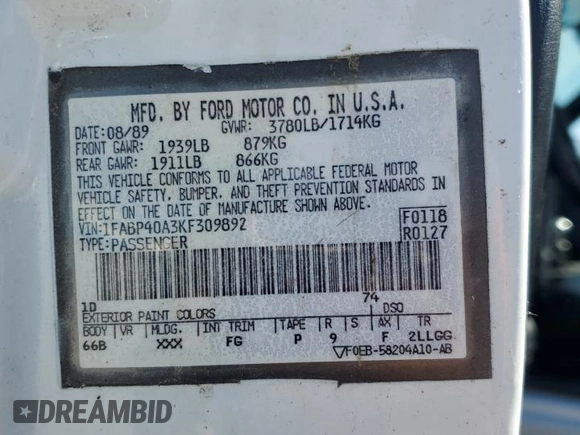 MFD. BY FORD MOTOR CO. IN U.S.A.
DATE: 08/89 GVWR: 3780LB/1714KG
FRONT GAWR: 1939LB 879KG
REAR GAWR: 1911LB 866KG
THIS VEHICLE CONFORMS TO ALL APPLICABLE FEDERAL MOTOR
VEHICLE SAFETY, BUMPER, AND THEFT PREVENTION STANDARDS IN
EFFECT ON THE DATE OF MANUFACTURE SHOWN ABOVE.
VIN: 1FABP40A3KF309892 F0118
TYPE: PASSENGER R0127
1D 74
EXTERIOR PAINT COLORS DSO
BODY VR MLDG. INT TRIM TAPE R S AX TR
66B XXX FG P 9 F 2LLGG
F0EB-58204A10-AB
DREAMBID